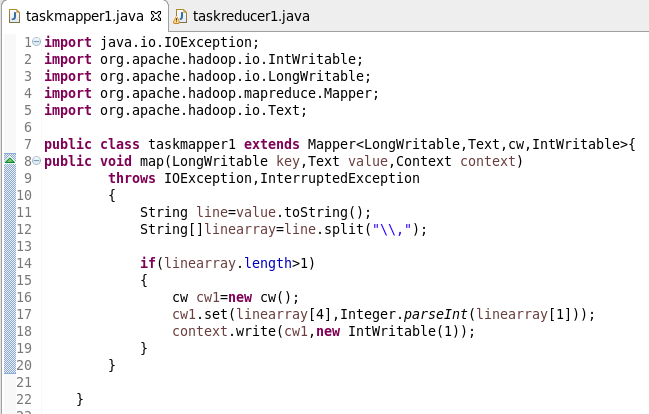 taskmapper1.java taskreducer1.java
1 import java.io.IOException;
2 import org.apache.hadoop.io.IntWritable;
3 import org.apache.hadoop.io.LongWritable;
4 import org.apache.hadoop.mapreduce.Mapper;
5 import org.apache.hadoop.io.Text;
6
7 public class taskmapper1 extends Mapper<LongWritable,Text,cw,IntWritable>{
8 public void map(LongWritable key,Text value,Context context)
9         throws IOException,InterruptedException
10         {
11             String line=value.toString();
12             String[]linearray=line.split("\\,");
13
14             if(linearray.length>1)
15             {
16                 cw cw1=new cw();
17                 cw1.set(linearray[4],Integer.parseInt(linearray[1]));
18                 context.write(cw1,new IntWritable(1));
19             }
20         }
21
22     }